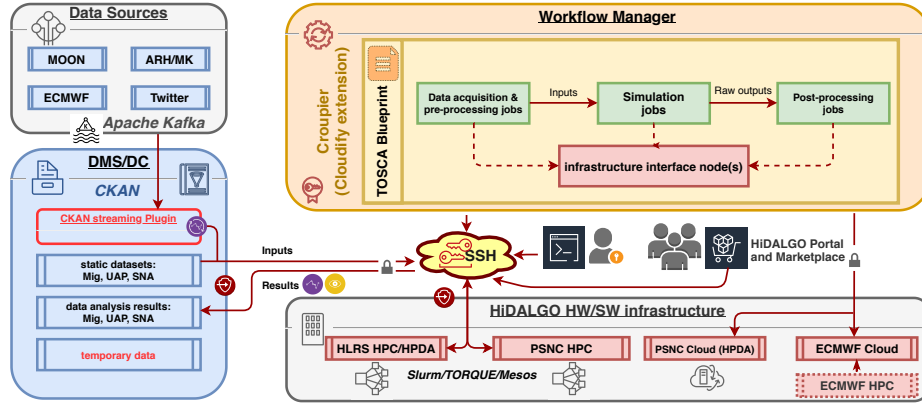 Data Sources
MOON
ARH/MK
ECMWF
Twitter
Apache Kafka
DMS/DC
CKAN
CKAN streaming Plugin
static datasets:
Mig, UAP, SNA
data analysis results:
Mig, UAP, SNA
temporary data
Inputs
Results
Workflow Manager
Croupier
(Cloudify extension)
TOSCA Blueprint
Data acquisition &
pre-processing jobs
Inputs
Simulation
jobs
Raw outputs
Post-processing
jobs
infrastructure interface node(s)
SSH
HiDALGO Portal
and Marketplace
HiDALGO HW/SW infrastructure
HLRS HPC/HPDA
PSNC HPC
PSNC Cloud (HPDA)
ECMWF Cloud
Slurm/TORQUE/Mesos
ECMWF HPC